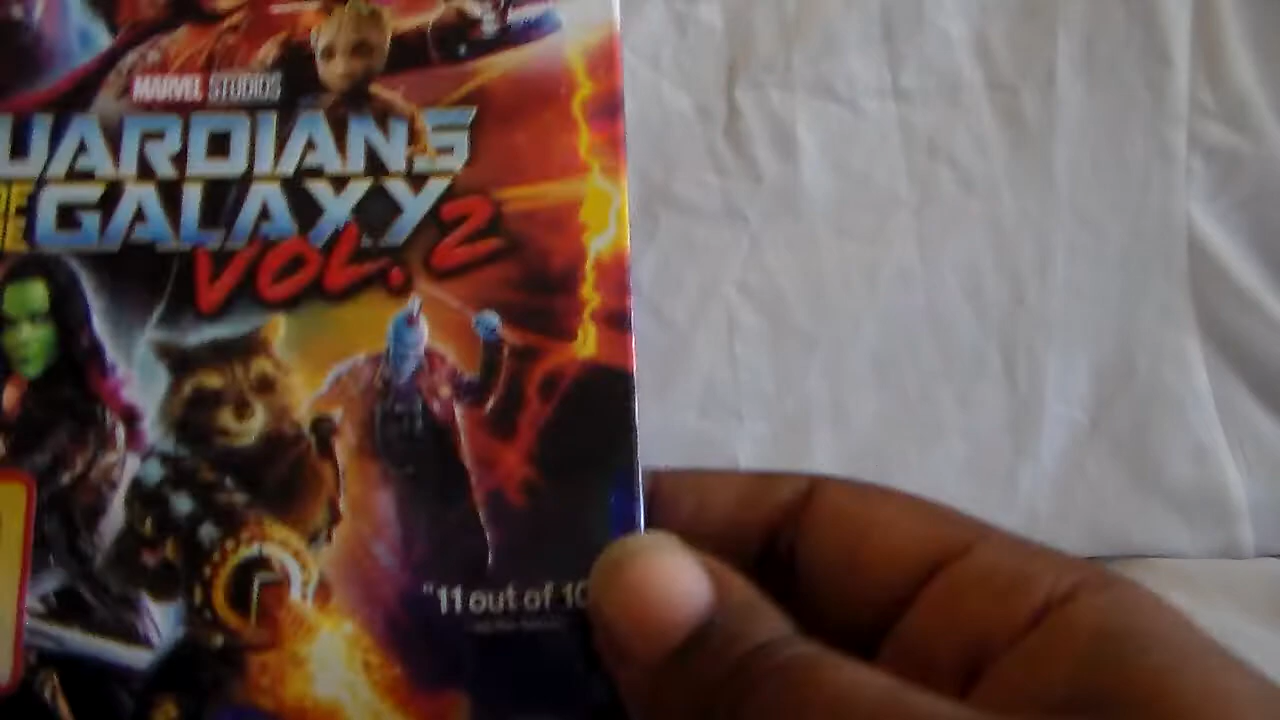 MARVEL STUDIOS
UARDIANS
GALAXY
VOL. 2
"11 out of 10